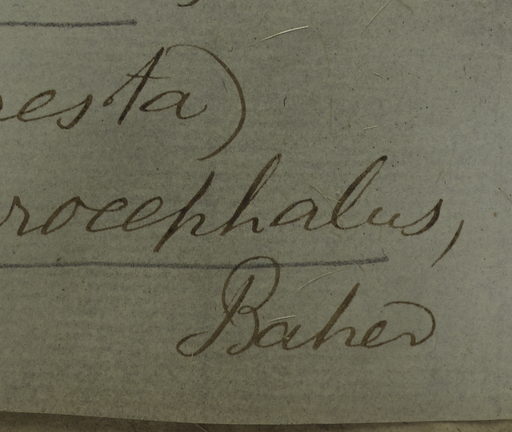 esta)
rocephalus,
Baker